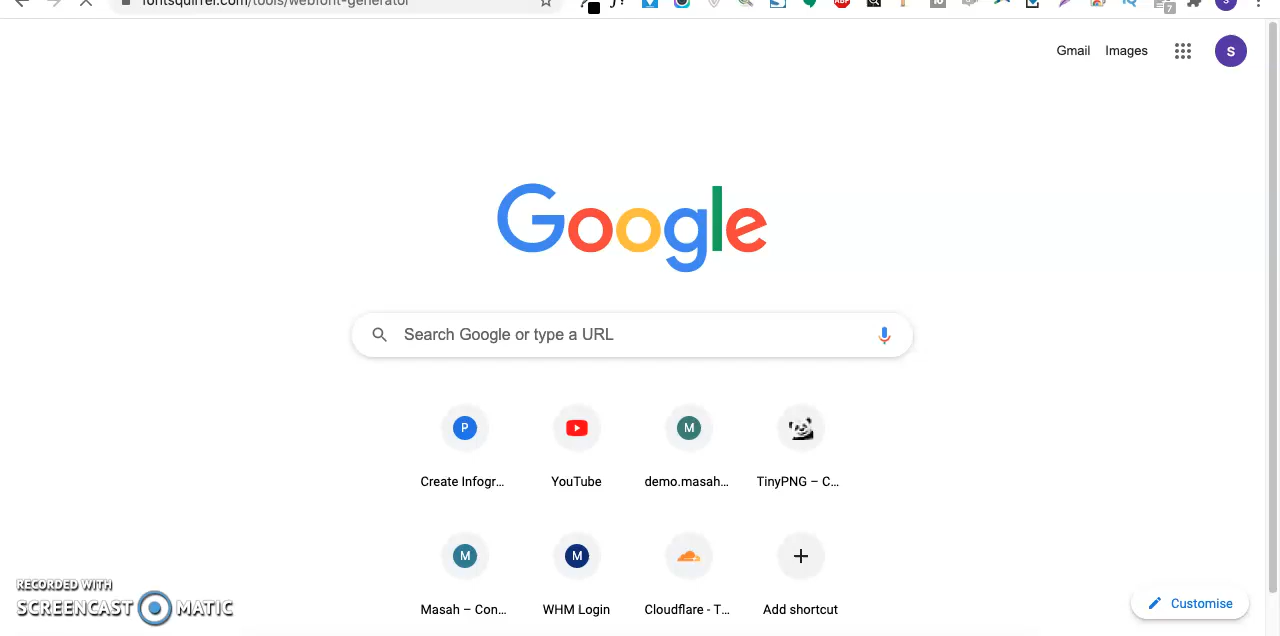 fontsquirrel.com/tools/webfont-generator
7
S
Gmail Images
S
Google
Search Google or type a URL
P
M
Create Infogr... YouTube demo.masah... TinyPNG – C...
M M
Masah – Con... WHM Login Cloudflare - T... Add shortcut
Customise
RECORDED WITH
SCREENCAST MATIC